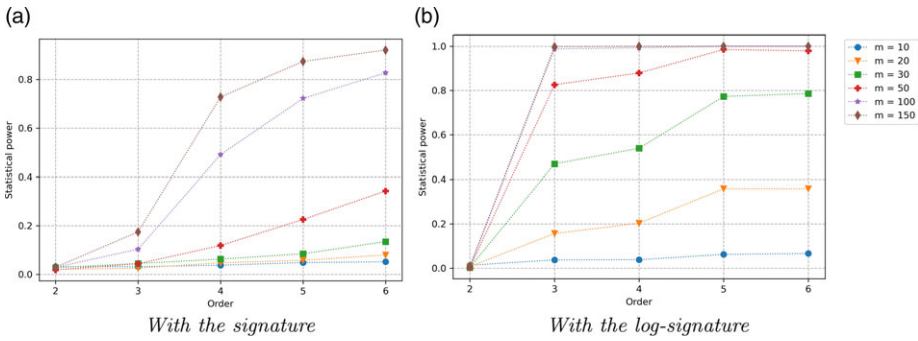 (a)
0.8
0.6
0.4
0.2
0.0
Statistical power
2 3 4 5 6
Order
With the signature
(b)
1.0
0.8
0.6
0.4
0.2
0.0
Statistical power
2 3 4 5 6
Order
With the log-signature
m = 10
m = 20
m = 30
m = 50
m = 100
m = 150